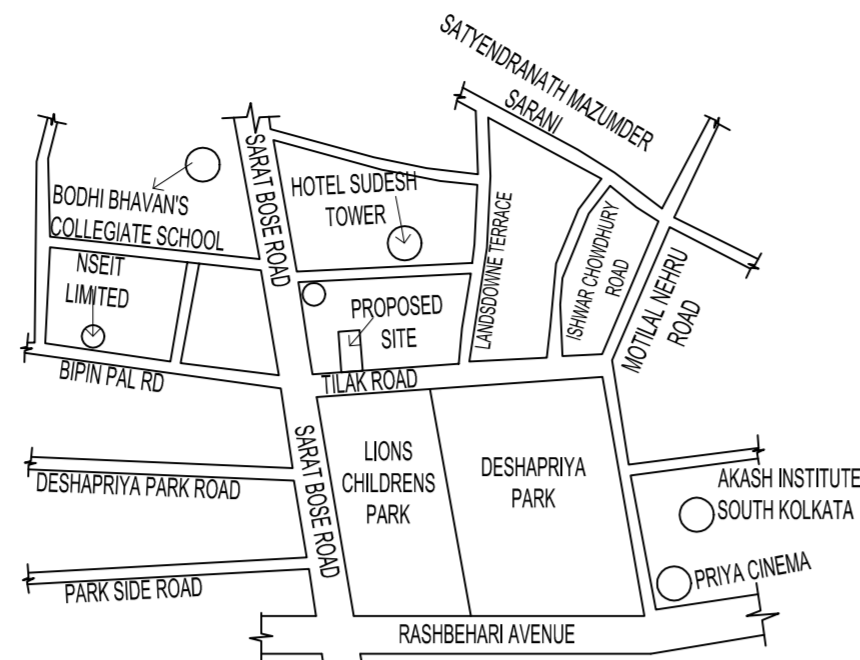 SATYENDRANATH MAZUMDER
SARANI
SARAT BOSE ROAD
BODHI BHAVAN'S
COLLEGIATE SCHOOL
HOTEL SUDESH
TOWER
LANDSDOWNE TERRACE
ISHWAR CHOWDHURY
ROAD
MOTILAL NEHRU
ROAD
NSEIT
LIMITED
PROPOSED
SITE
BIPIN PAL RD
TILAK ROAD
SARAT BOSE ROAD
LIONS
CHILDRENS
PARK
DESHAPRIYA
PARK
DESHAPRIYA PARK ROAD
AKASH INSTITUTE
SOUTH KOLKATA
PARK SIDE ROAD
PRIYA CINEMA
RASHBEHARI AVENUE